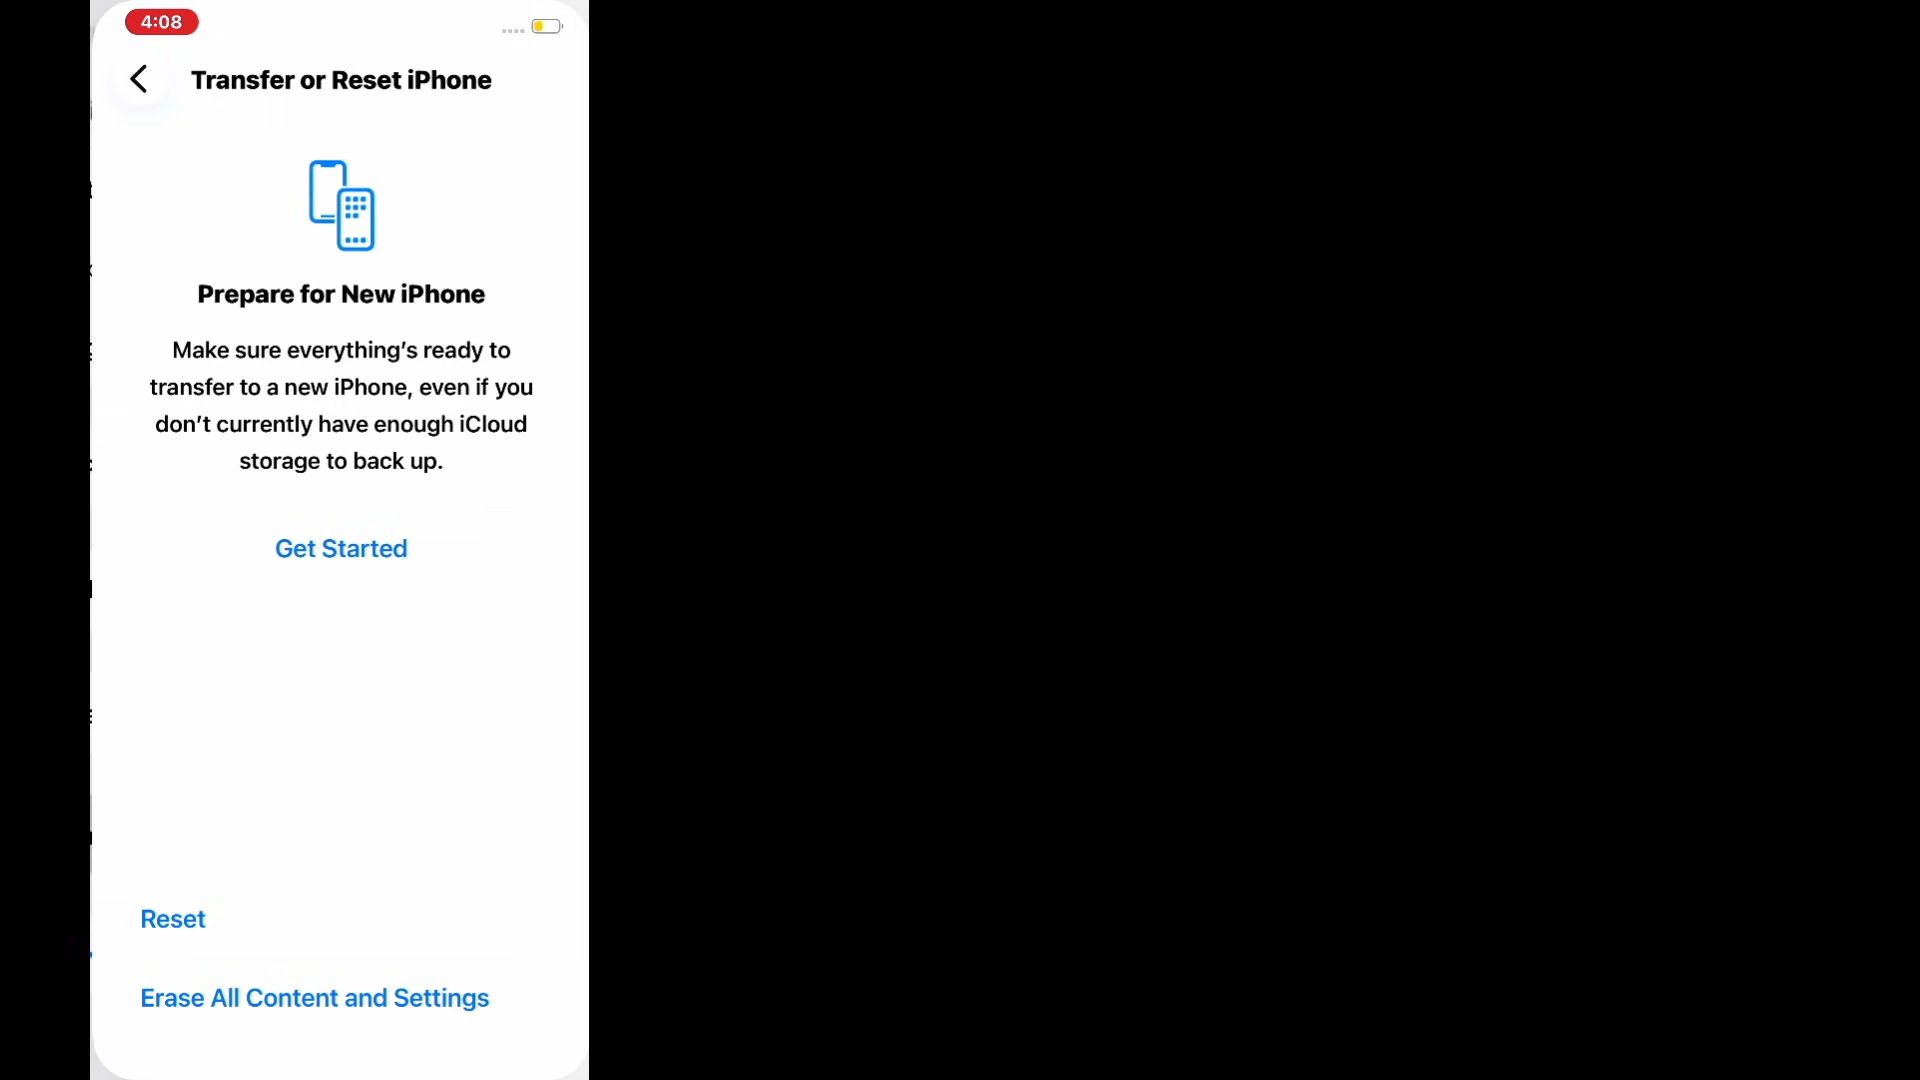 4:08
Transfer or Reset iPhone
Prepare for New iPhone
Make sure everything’s ready to
transfer to a new iPhone, even if you
don’t currently have enough iCloud
storage to back up.
Get Started
Reset
Erase All Content and Settings